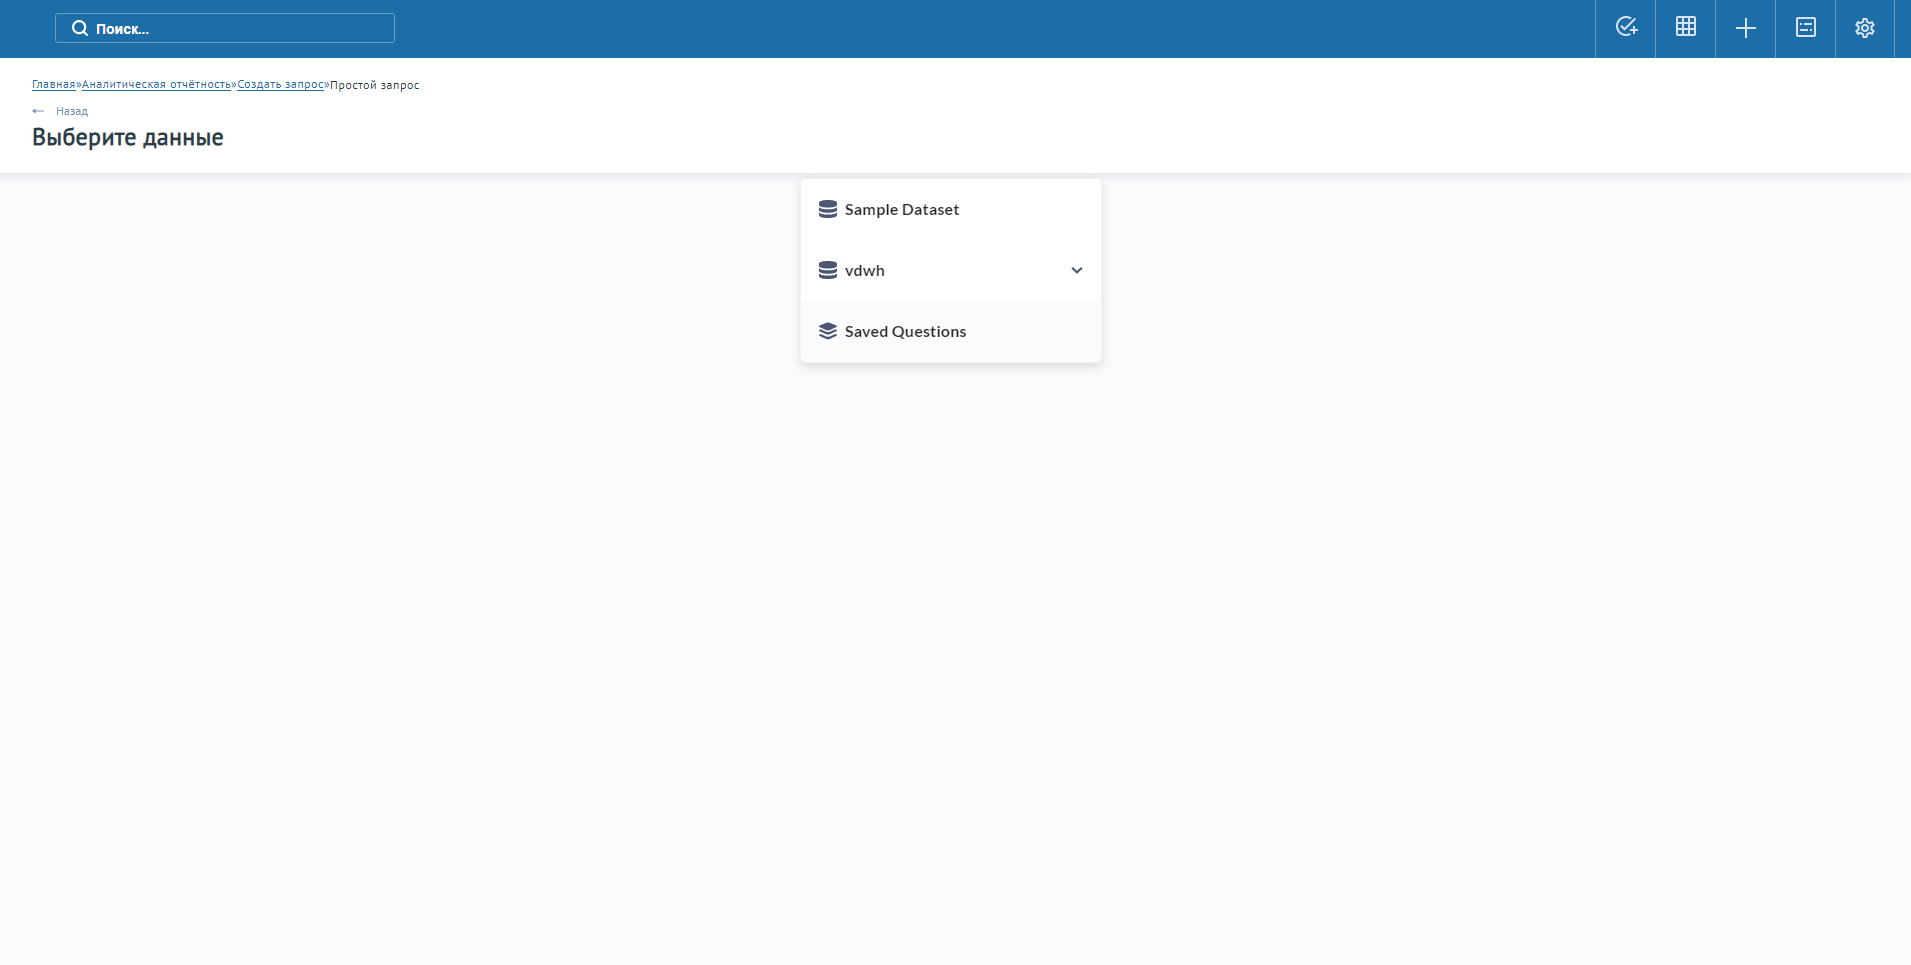 Поиск...
Главная»Аналитическая отчётность»Создать запрос»Простой запрос
← Назад
Выберите данные
Sample Dataset
vdwh
Saved Questions